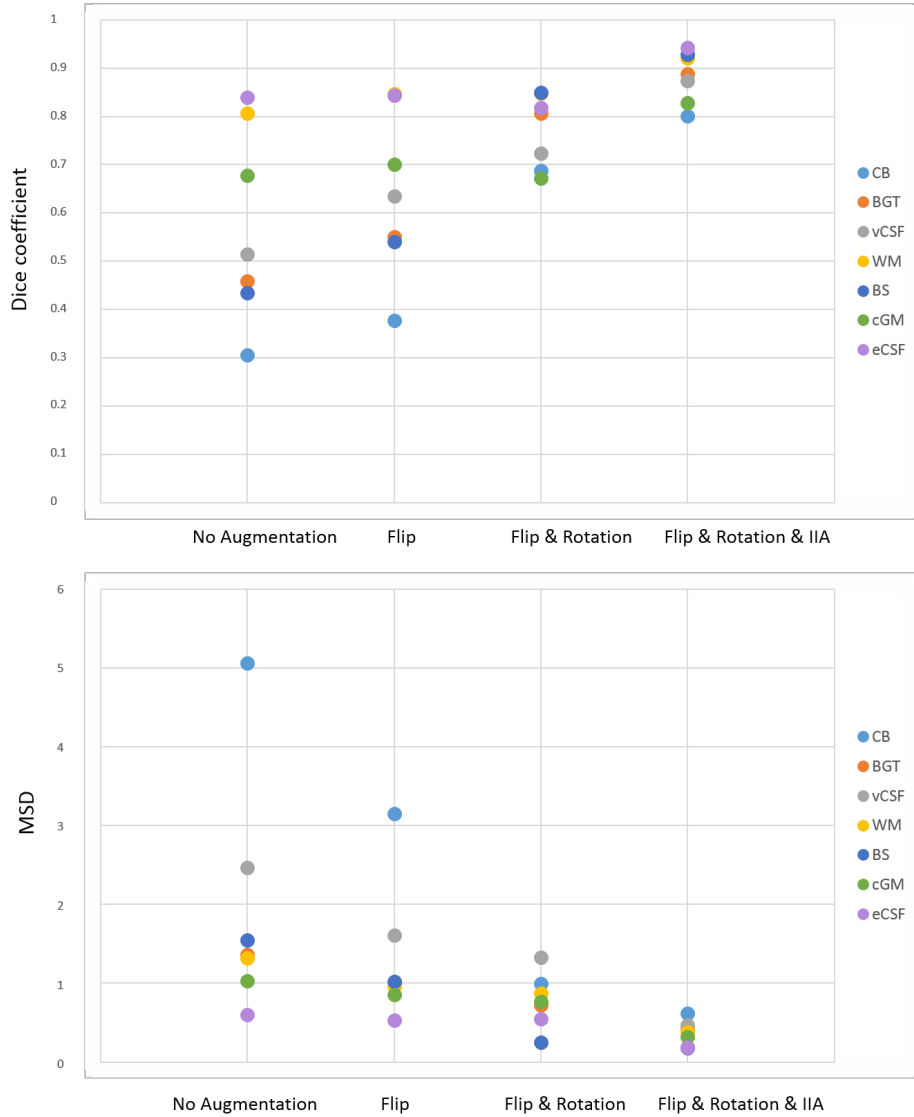 Dice coefficient
1
0.9
0.8
0.7
0.6
0.5
0.4
0.3
0.2
0.1
0
CB
BGT
vCSF
WM
BS
cGM
eCSF
No Augmentation Flip Flip & Rotation Flip & Rotation & IIA
MSD
6
5
4
3
2
1
0
CB
BGT
vCSF
WM
BS
cGM
eCSF
No Augmentation Flip Flip & Rotation Flip & Rotation & IIA